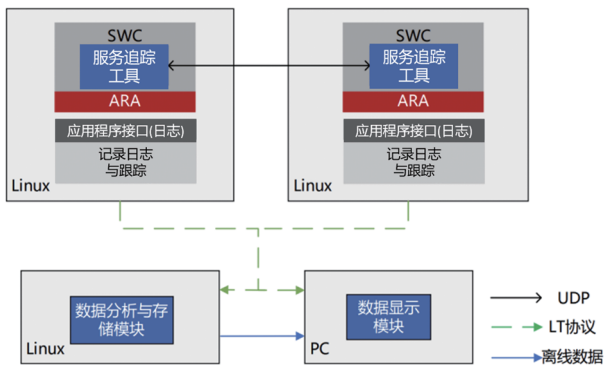 SWC
服务追踪
工具
ARA
应用程序接口(日志)
记录日志
与跟踪
Linux
SWC
服务追踪
工具
ARA
应用程序接口(日志)
记录日志
与跟踪
Linux
数据分析与存
储模块
Linux
数据显示
模块
PC
UDP
LT协议
离线数据